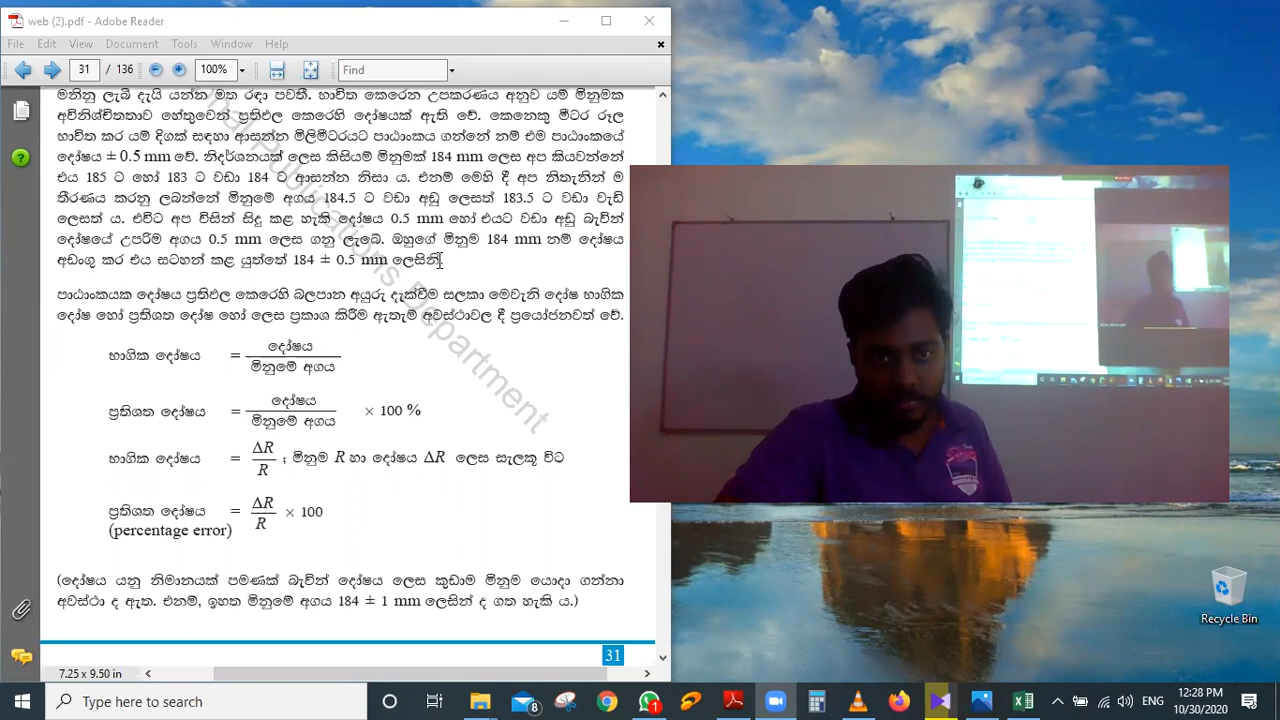 web (2).pdf - Adobe Reader
File Edit View Document Tools Window Help
31 / 136 100% Find
මනිනු ලැබී දැයි යන්න මත රඳා පවතී. භාවිත කෙරෙන උපකරණය අනුව යම් මිනුමක
අවිනිශ්චිතතාව හේතුවෙන් ප්‍රතිඵල කෙරෙහි දෝෂයක් ඇති වේ. කෙනෙකු මීටර රූල
භාවිත කර යම් දිගක් සඳහා ආසන්න මිලිමීටරයට පාඨාංකය ගන්නේ නම් එම පාඨාංකයේ
දෝෂය ± 0.5 mm වේ. නිදර්ශනයක් ලෙස කිසියම් මිනුමක් 184 mm ලෙස අප කියවන්නේ
එය 185 ට හෝ 183 ට වඩා 184 ට ආසන්න නිසා ය. එනම් මෙහි දී අප නිතැනින් ම
තීරණය කරනු ලබන්නේ මිනුමේ අගය 184.5 ට වඩා අඩු ලෙසත් 183.5 ට වඩා වැඩි
ලෙසත් ය. එවිට අප විසින් සිදු කළ හැකි දෝෂය 0.5 mm හෝ එයට වඩා අඩු බැවින්
දෝෂයේ උපරිම අගය 0.5 mm ලෙස ගනු ලැබේ. ඔහුගේ මිනුම 184 mm නම් දෝෂය
අඩංගු කර එය සටහන් කළ යුත්තේ 184 ± 0.5 mm ලෙසිනි.
පාඨාංකයක දෝෂය ප්‍රතිඵල කෙරෙහි බලපාන අයුරු දැක්වීම සලකා මෙවැනි දෝෂ භාගික
දෝෂ හෝ ප්‍රතිශත දෝෂ හෝ ලෙස ප්‍රකාශ කිරීම ඇතැම් අවස්ථාවල දී ප්‍රයෝජනවත් වේ.
භාගික දෝෂය = දෝෂය / මිනුමේ අගය
ප්‍රතිශත දෝෂය = දෝෂය / මිනුමේ අගය × 100 %
භාගික දෝෂය = ΔR / R ; මිනුම R හා දෝෂය ΔR ලෙස සැලකූ විට
ප්‍රතිශත දෝෂය = ΔR / R × 100
(percentage error)
(දෝෂය යනු නිමානයක් පමණක් බැවින් දෝෂය ලෙස කුඩාම මිනුම යොදා ගන්නා
අවස්ථා ද ඇත. එනම්, ඉහත මිනුමේ අගය 184 ± 1 mm ලෙසින් ද ගත හැකි ය.)
31
nal Publications Department
7.25 x 9.50 in
Recycle Bin
Type here to search
8
1
ENG
12:28 PM
10/30/2020